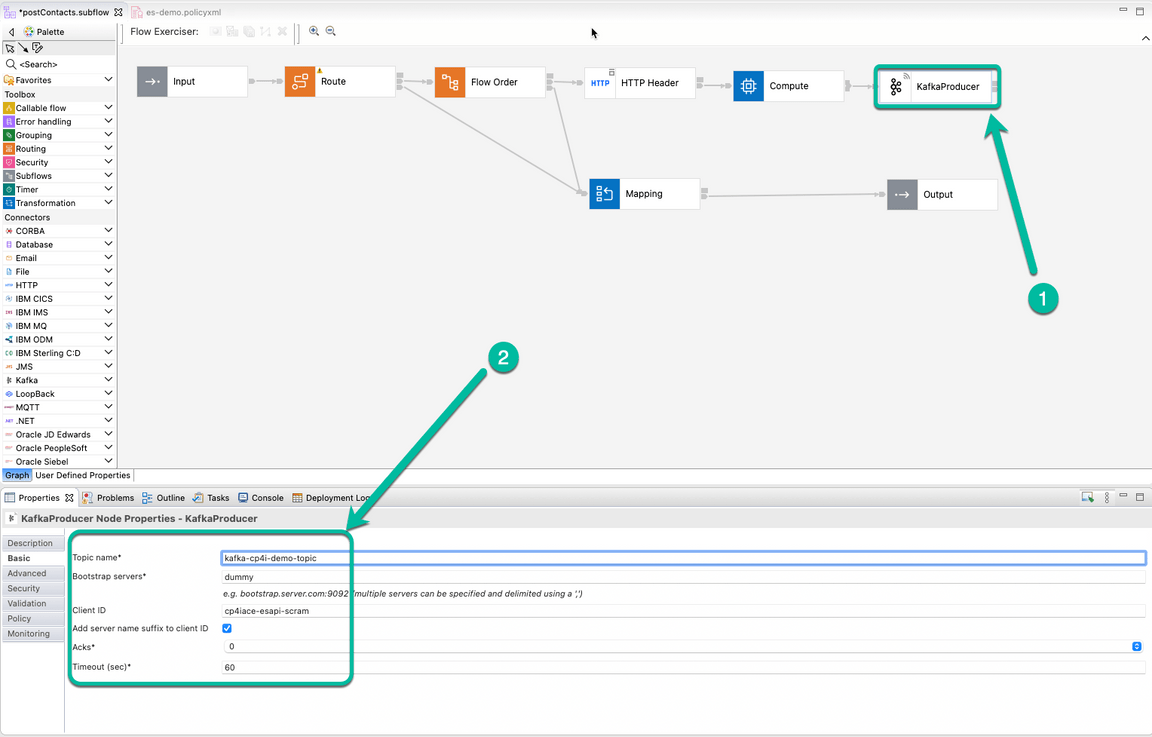 *postContacts.subflow
es-demo.policyxml
Palette
Flow Exerciser:
<Search>
Favorites
Toolbox
Callable flow
Error handling
Grouping
Routing
Security
Subflows
Timer
Transformation
Connectors
CORBA
Database
Email
File
HTTP
IBM CICS
IBM IMS
IBM MQ
IBM ODM
IBM Sterling C:D
JMS
Kafka
LoopBack
MQTT
.NET
Oracle JD Edwards
Oracle PeopleSoft
Oracle Siebel
Input
Route
Flow Order
HTTP
HTTP Header
Compute
KafkaProducer
Mapping
Output
1
2
Graph
User Defined Properties
Properties
Problems
Outline
Tasks
Console
Deployment Log
KafkaProducer Node Properties - KafkaProducer
Description
Basic
Advanced
Security
Validation
Policy
Monitoring
Topic name*
kafka-cp4i-demo-topic
Bootstrap servers*
dummy
e.g. bootstrap.server.com:9092 (multiple servers can be specified and delimited using a ',')
Client ID
cp4iace-esapi-scram
Add server name suffix to client ID
Acks*
0
Timeout (sec)*
60